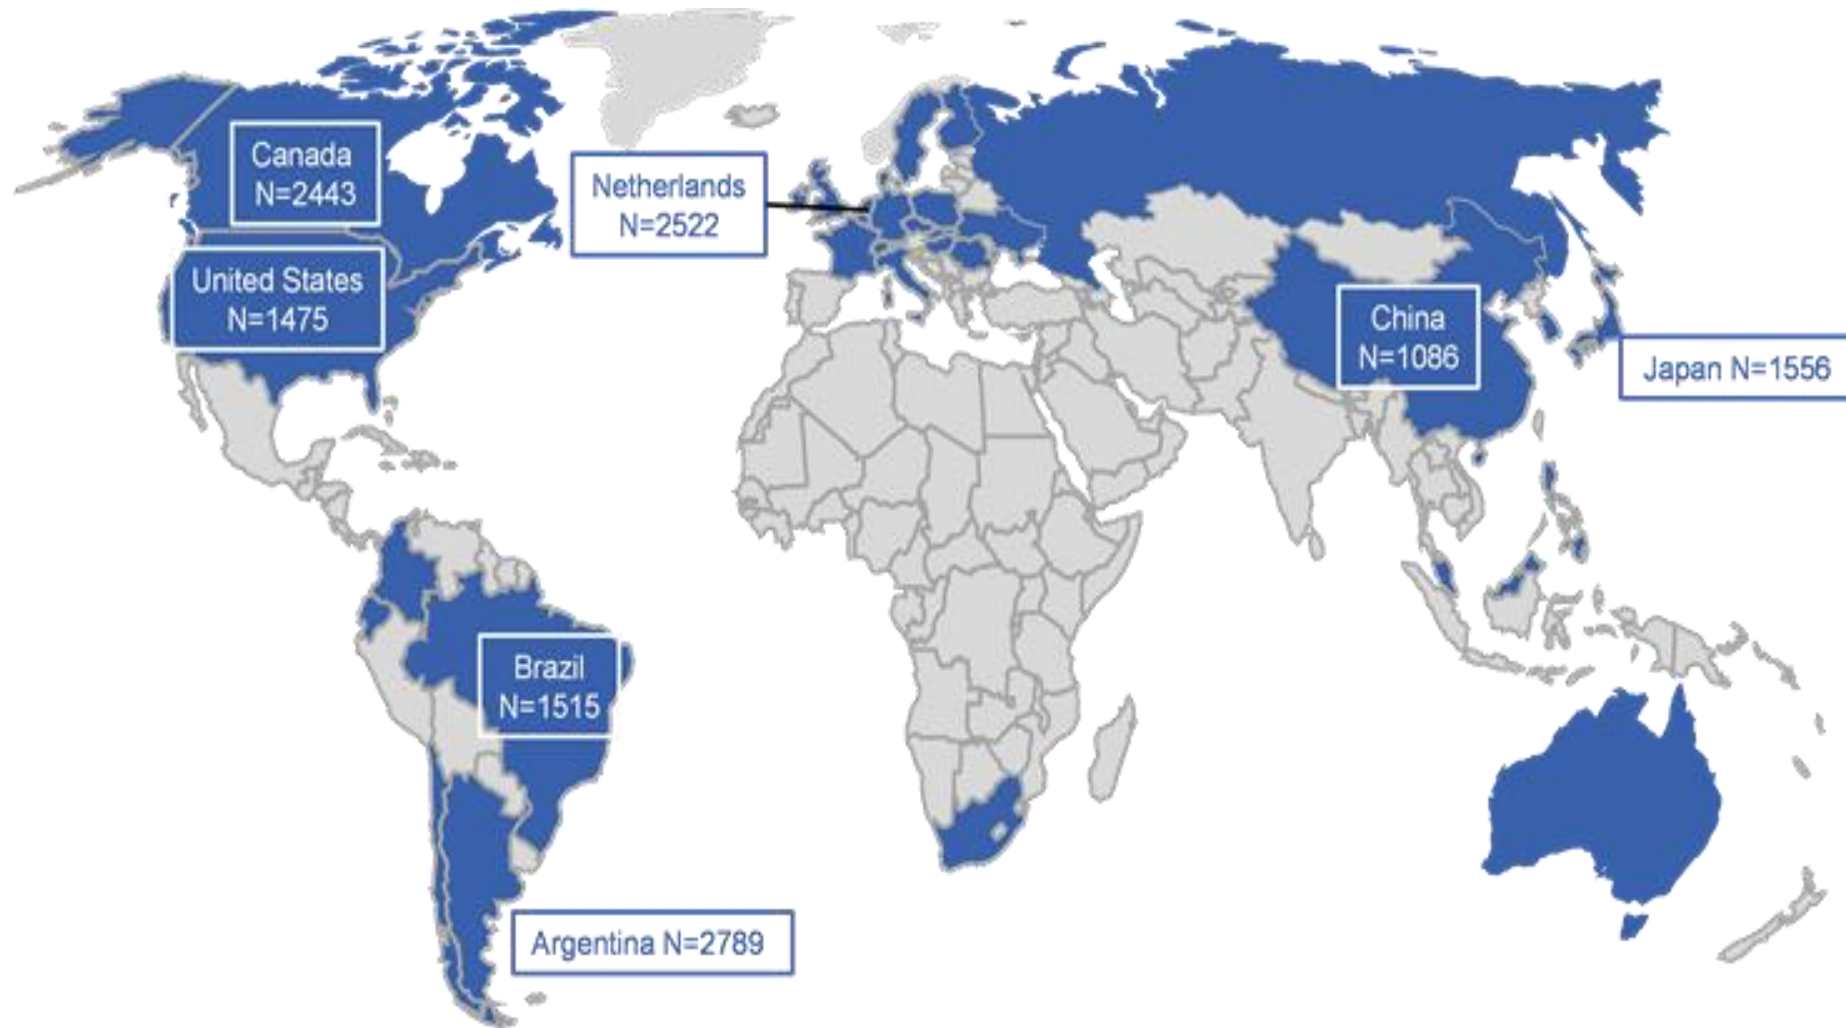 Canada
N=2443
Netherlands
N=2522
United States
N=1475
China
N=1086
Japan N=1556
Brazil
N=1515
Argentina N=2789